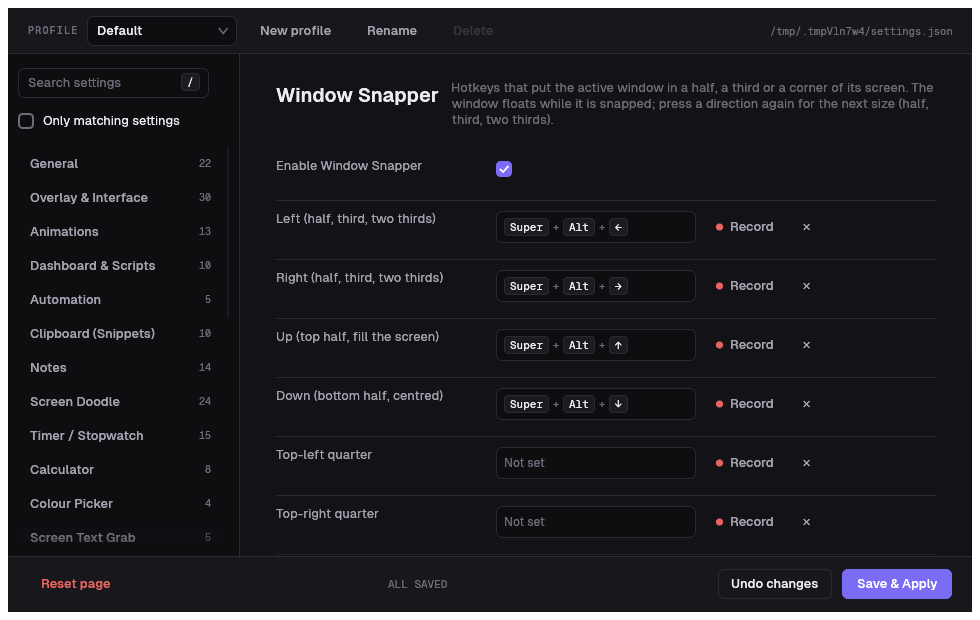 PROFILE Default New profile Rename Delete /tmp/.tmpVln7w4/settings.json
Search settings /
Only matching settings
General 22
Overlay & Interface 30
Animations 13
Dashboard & Scripts 10
Automation 5
Clipboard (Snippets) 10
Notes 14
Screen Doodle 24
Timer / Stopwatch 15
Calculator 8
Colour Picker 4
Screen Text Grab 5
Window Snapper
Hotkeys that put the active window in a half, a third or a corner of its screen. The
window floats while it is snapped; press a direction again for the next size (half,
third, two thirds).
Enable Window Snapper
Left (half, third, two thirds) Super + Alt + ← Record ×
Right (half, third, two thirds) Super + Alt + → Record ×
Up (top half, fill the screen) Super + Alt + ↑ Record ×
Down (bottom half, centred) Super + Alt + ↓ Record ×
Top-left quarter Not set Record ×
Top-right quarter Not set Record ×
Reset page ALL SAVED Undo changes Save & Apply